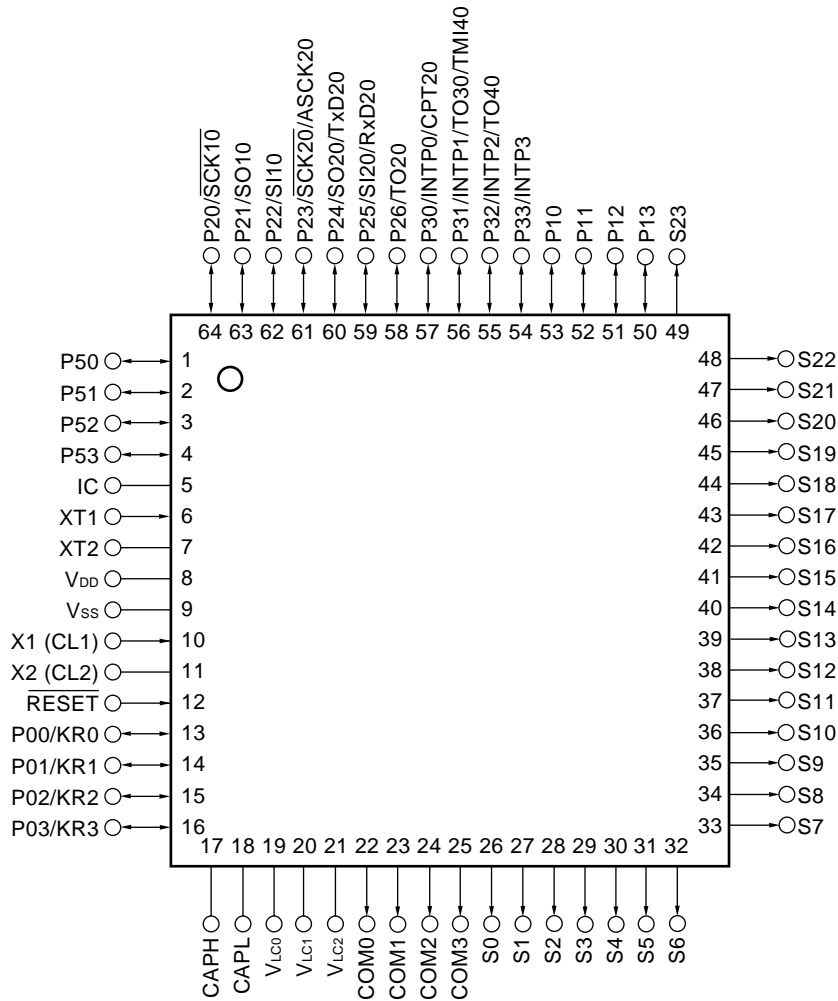 P20/SCK10
P21/SO10
P22/SI10
P23/SCK20/ASCK20
P24/SO20/TxD20
P25/SI20/RxD20
P26/TO20
P30/INTP0/CPT20
P31/INTP1/TO30/TMI40
P32/INTP2/TO40
P33/INTP3
P10
P11
P12
P13
S23
64 63 62 61 60 59 58 57 56 55 54 53 52 51 50 49
P50 1
P51 2
P52 3
P53 4
IC 5
XT1 6
XT2 7
VDD 8
VSS 9
X1 (CL1) 10
X2 (CL2) 11
RESET 12
P00/KR0 13
P01/KR1 14
P02/KR2 15
P03/KR3 16
48 S22
47 S21
46 S20
45 S19
44 S18
43 S17
42 S16
41 S15
40 S14
39 S13
38 S12
37 S11
36 S10
35 S9
34 S8
33 S7
17 18 19 20 21 22 23 24 25 26 27 28 29 30 31 32
CAPH
CAPL
VLC0
VLC1
VLC2
COM0
COM1
COM2
COM3
S0
S1
S2
S3
S4
S5
S6